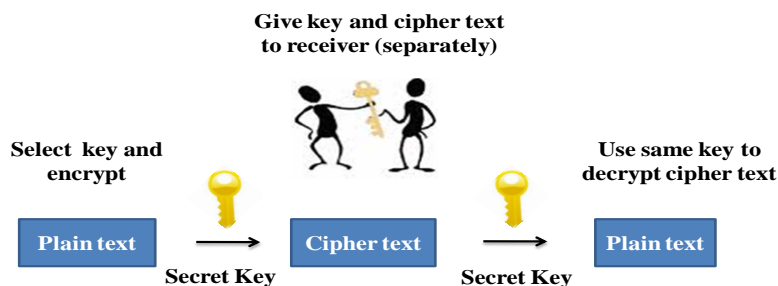 Give key and cipher text
to receiver (separately)
Select key and
encrypt
Use same key to
decrypt cipher text
Plain text
Cipher text
Plain text
Secret Key
Secret Key